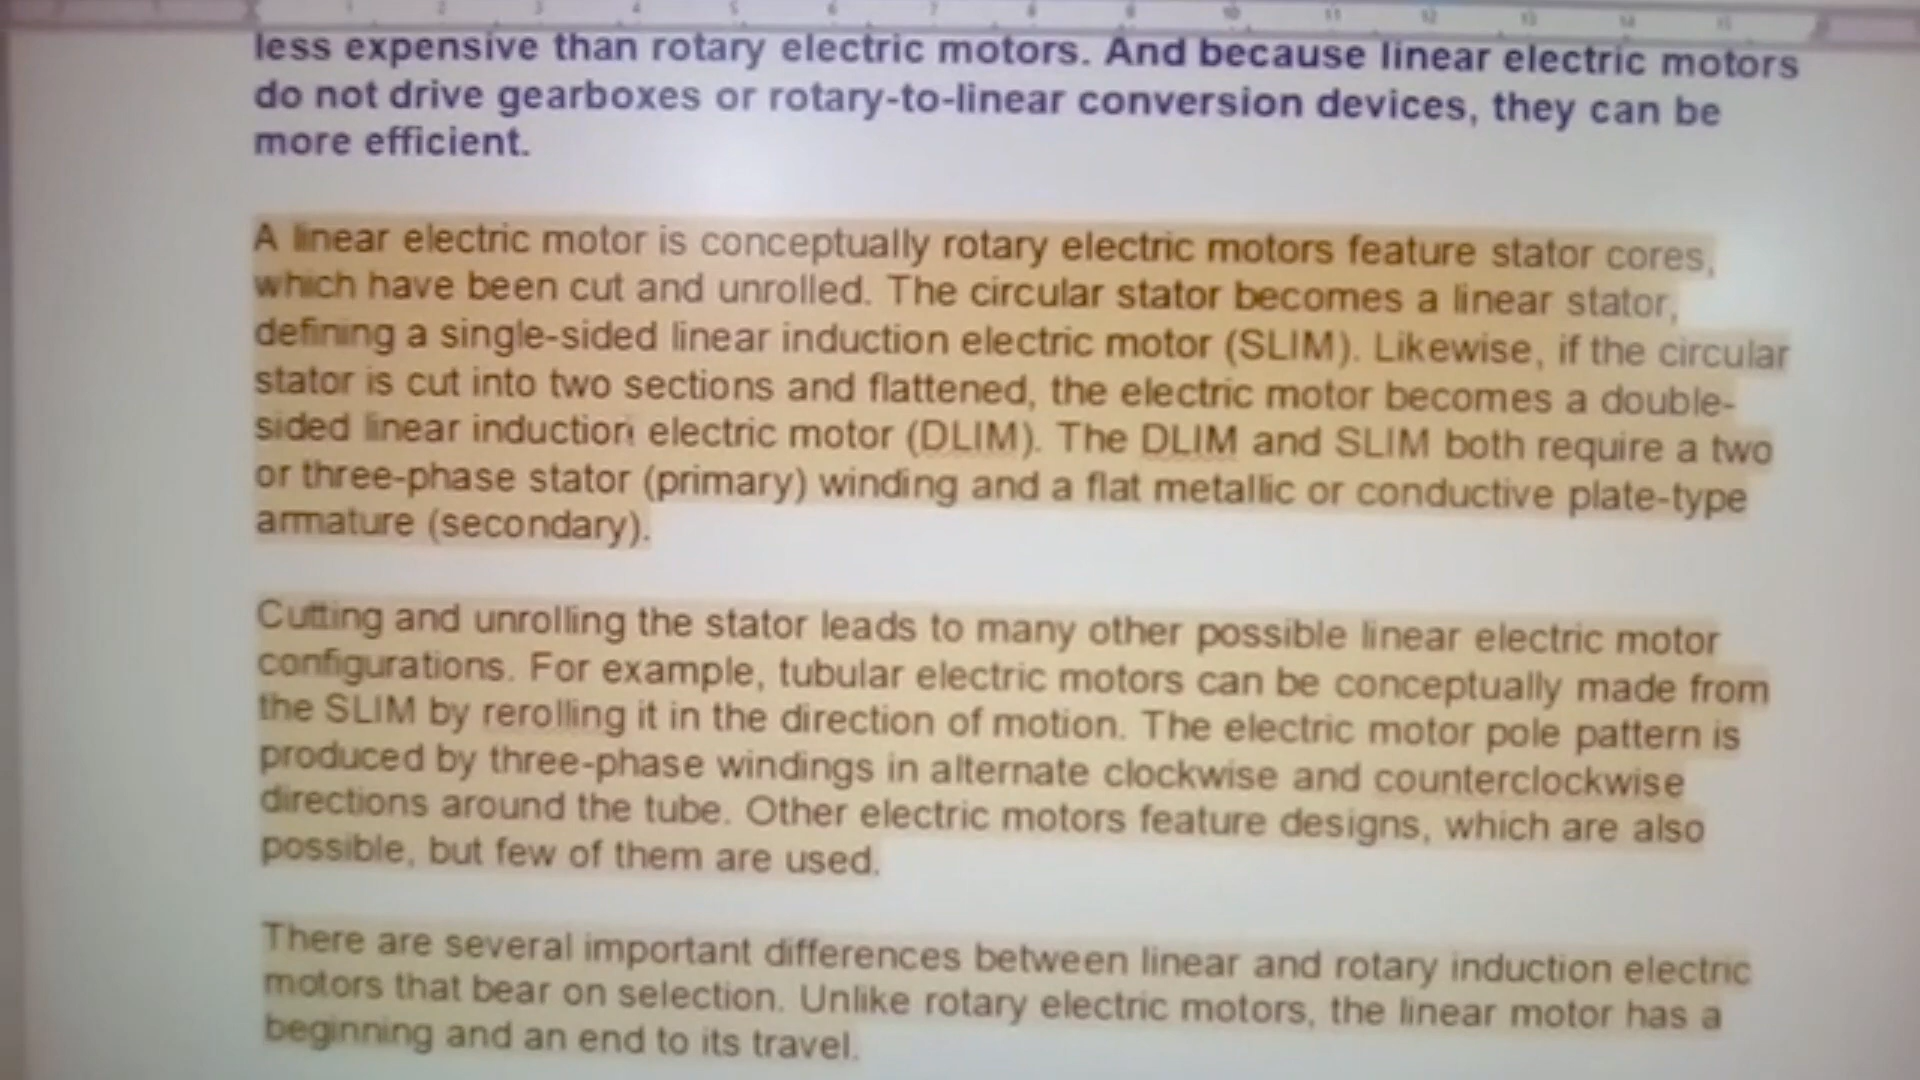 less expensive than rotary electric motors. And because linear electric motors
do not drive gearboxes or rotary-to-linear conversion devices, they can be
more efficient.
A linear electric motor is conceptually rotary electric motors feature stator cores,
which have been cut and unrolled. The circular stator becomes a linear stator,
defining a single-sided linear induction electric motor (SLIM). Likewise, if the circular
stator is cut into two sections and flattened, the electric motor becomes a double-
sided linear induction electric motor (DLIM). The DLIM and SLIM both require a two
or three-phase stator (primary) winding and a flat metallic or conductive plate-type
armature (secondary).
Cutting and unrolling the stator leads to many other possible linear electric motor
configurations. For example, tubular electric motors can be conceptually made from
the SLIM by rerolling it in the direction of motion. The electric motor pole pattern is
produced by three-phase windings in alternate clockwise and counterclockwise
directions around the tube. Other electric motors feature designs, which are also
possible, but few of them are used.
There are several important differences between linear and rotary induction electric
motors that bear on selection. Unlike rotary electric motors, the linear motor has a
beginning and an end to its travel.